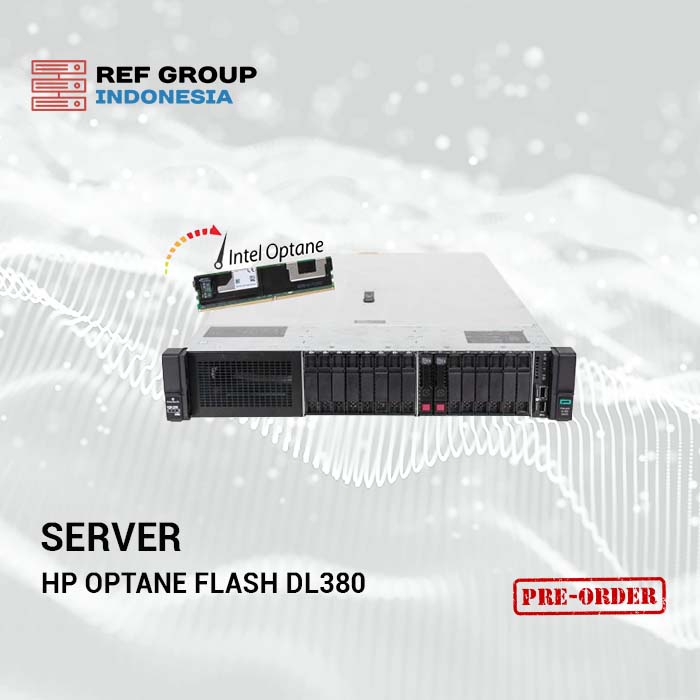 REF GROUP
INDONESIA
Intel Optane
SERVER
HP OPTANE FLASH DL380
PRE-ORDER